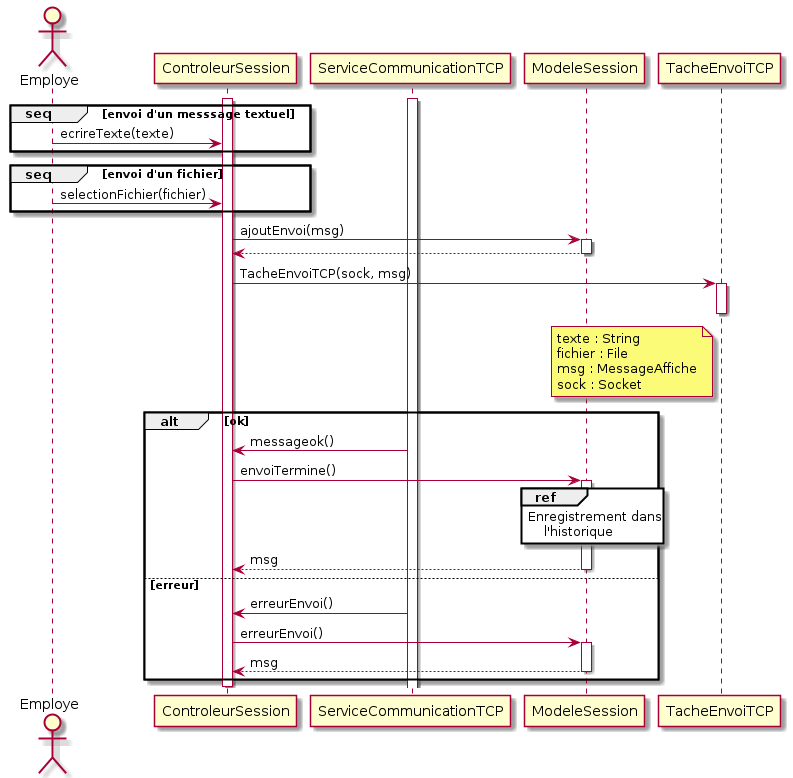 Employe
ControleurSession
ServiceCommunicationTCP
ModeleSession
TacheEnvoiTCP
seq
[envoi d'un messsage textuel]
ecrireTexte(texte)
seq
[envoi d'un fichier]
selectionFichier(fichier)
ajoutEnvoi(msg)
TacheEnvoiTCP(sock, msg)
texte : String
fichier : File
msg : MessageAffiche
sock : Socket
alt
[ok]
messageok()
envoiTermine()
ref
Enregistrement dans
l'historique
msg
[erreur]
erreurEnvoi()
erreurEnvoi()
msg
Employe
ControleurSession
ServiceCommunicationTCP
ModeleSession
TacheEnvoiTCP